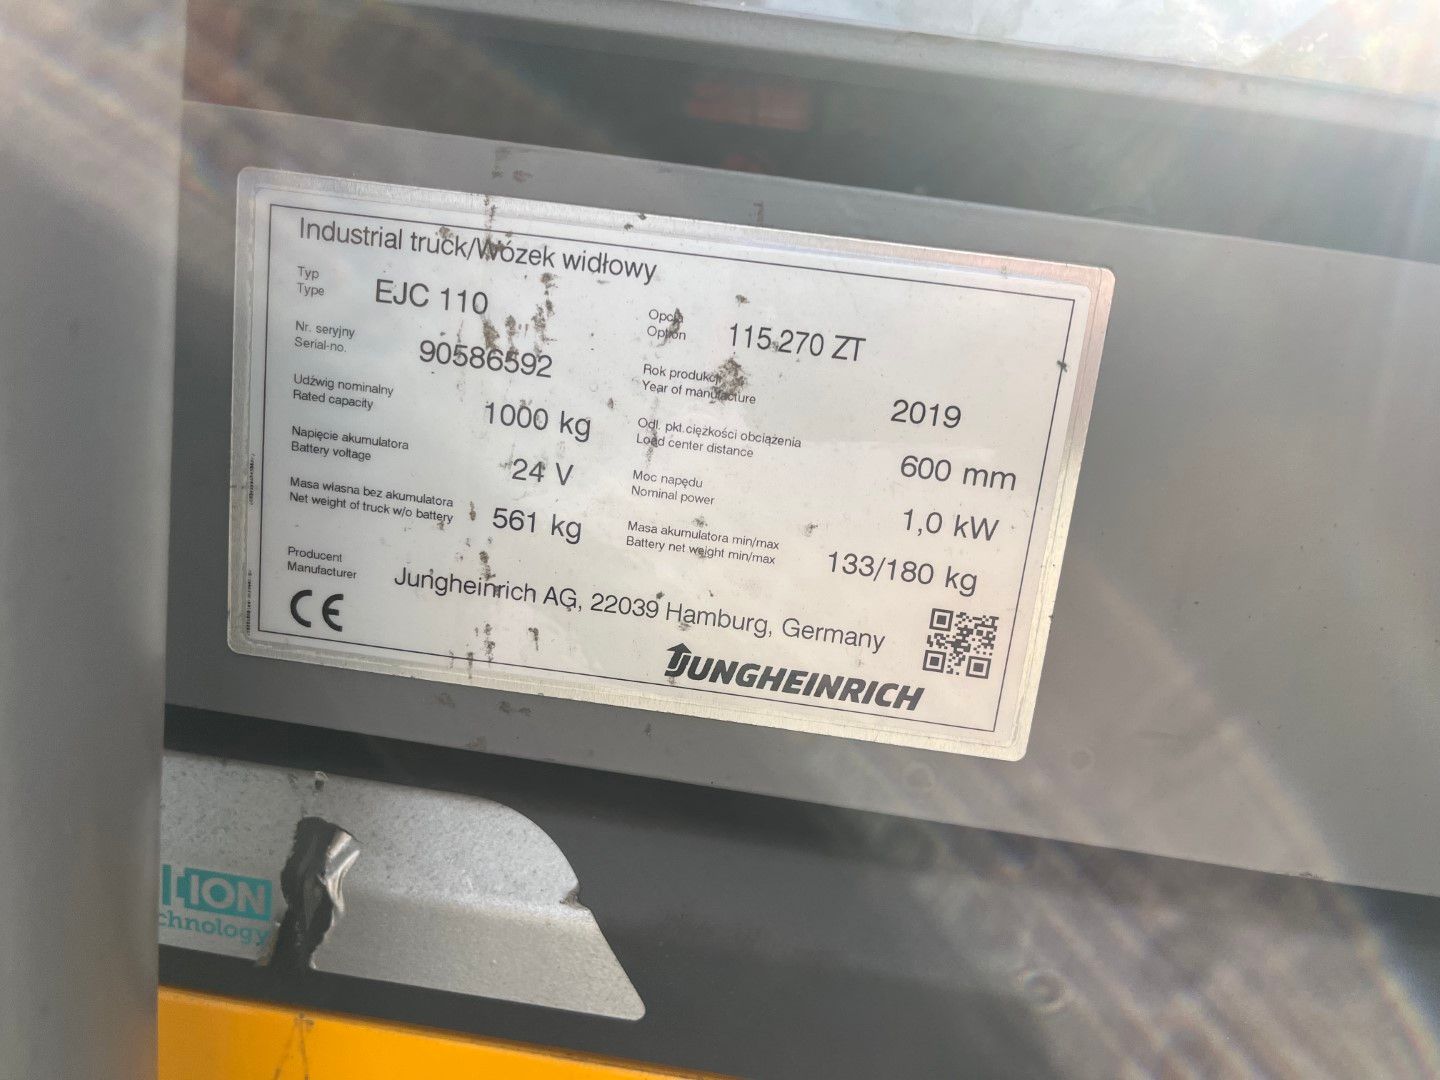 Industrial truck/Wózek widłowy
Typ
Type
EJC 110
Opcja
Option
115.270 ZT
Nr. seryjny
Serial-no.
90586592
Rok produkcji
Year of manufacture
2019
Udźwig nominalny
Rated capacity
1000 kg
Odl. pkt.ciężkości obciążenia
Load center distance
600 mm
Napięcie akumulatora
Battery voltage
24 V
Moc napędu
Nominal power
1,0 kW
Masa własna bez akumulatora
Net weight of truck w/o battery
561 kg
Masa akumulatora min/max
Battery net weight min/max
133/180 kg
Producent
Manufacturer
Jungheinrich AG, 22039 Hamburg, Germany
CE
JUNGHEINRICH
ION
chnology